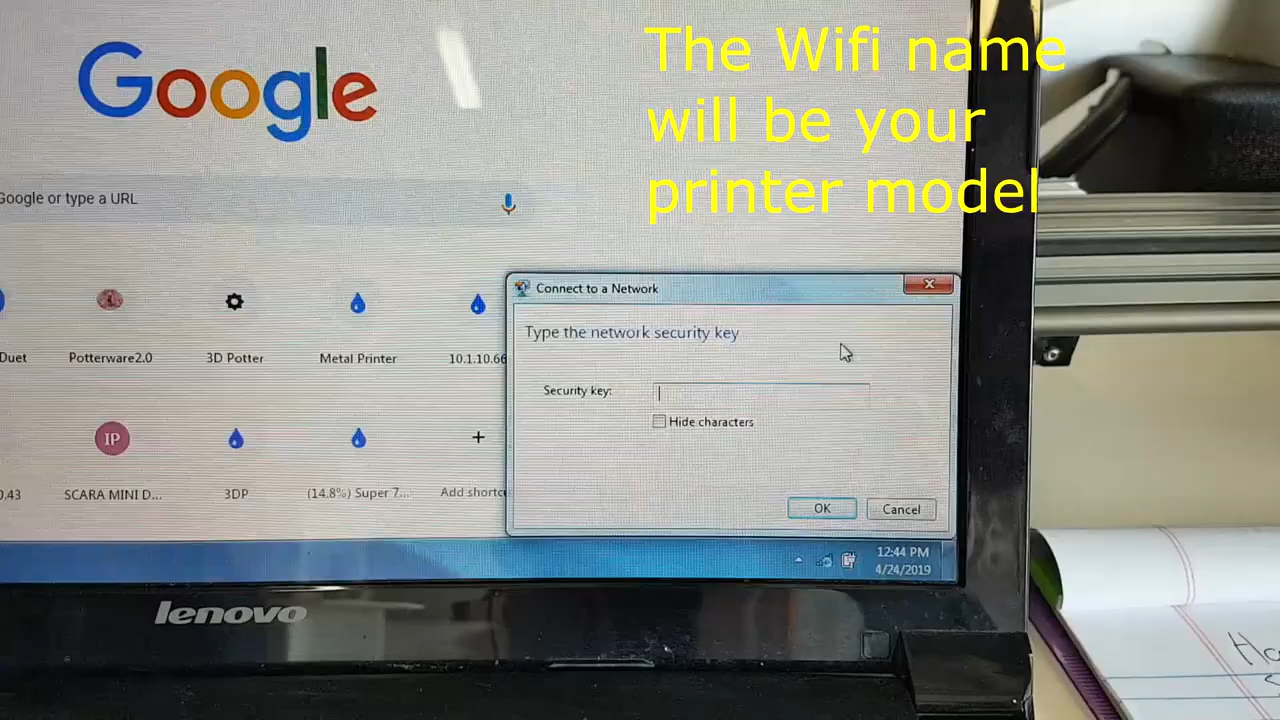 The Wifi name
will be your
printer model
Google
Google or type a URL
Duet
Potterware2.0
3D Potter
Metal Printer
10.1.10.66
0.43
IP
SCARA MINI D...
3DP
(14.8%) Super 7...
Add shortc
Connect to a Network
Type the network security key
Security key:
Hide characters
OK
Cancel
12:44 PM
4/24/2019
lenovo